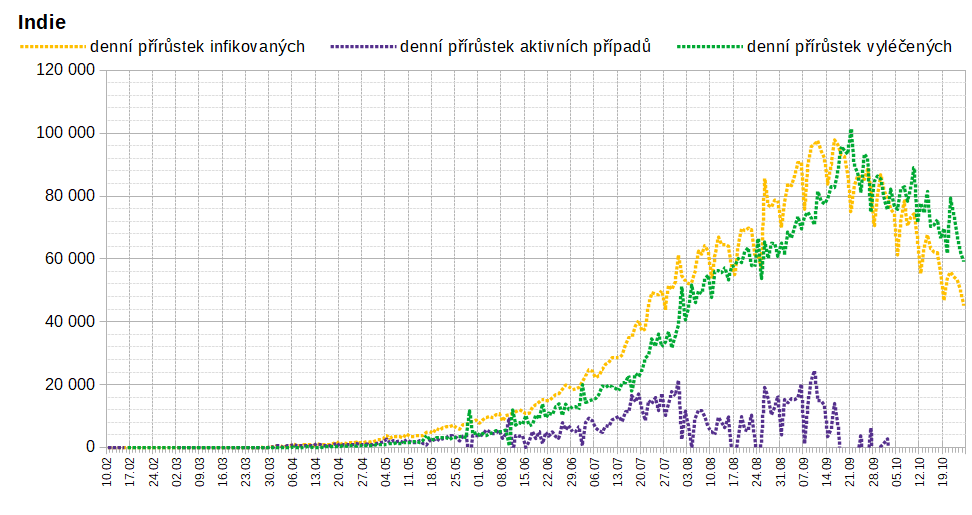 Indie
denní přírůstek infikovaných denní přírůstek aktivních případů denní přírůstek vyléčených
120 000
100 000
80 000
60 000
40 000
20 000
0
10.02 17.02 24.02 02.03 09.03 16.03 23.03 30.03 06.04 13.04 20.04 27.04 04.05 11.05 18.05 25.05 01.06 08.06 15.06 22.06 29.06 06.07 13.07 20.07 27.07 03.08 10.08 17.08 24.08 31.08 07.09 14.09 21.09 28.09 05.10 12.10 19.10